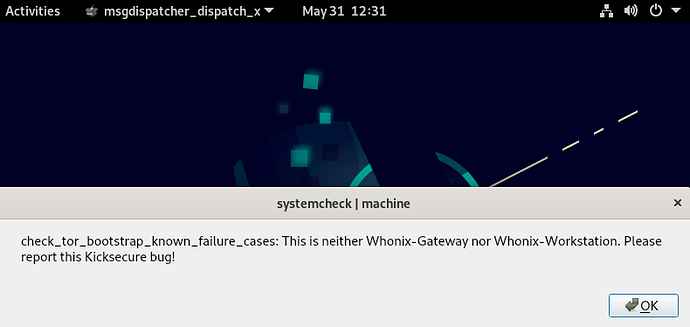 Activities msgdispatcher_dispatch_x May 31 12:31
systemcheck | machine
check_tor_bootstrap_known_failure_cases: This is neither Whonix-Gateway nor Whonix-Workstation. Please
report this Kicksecure bug!
OK